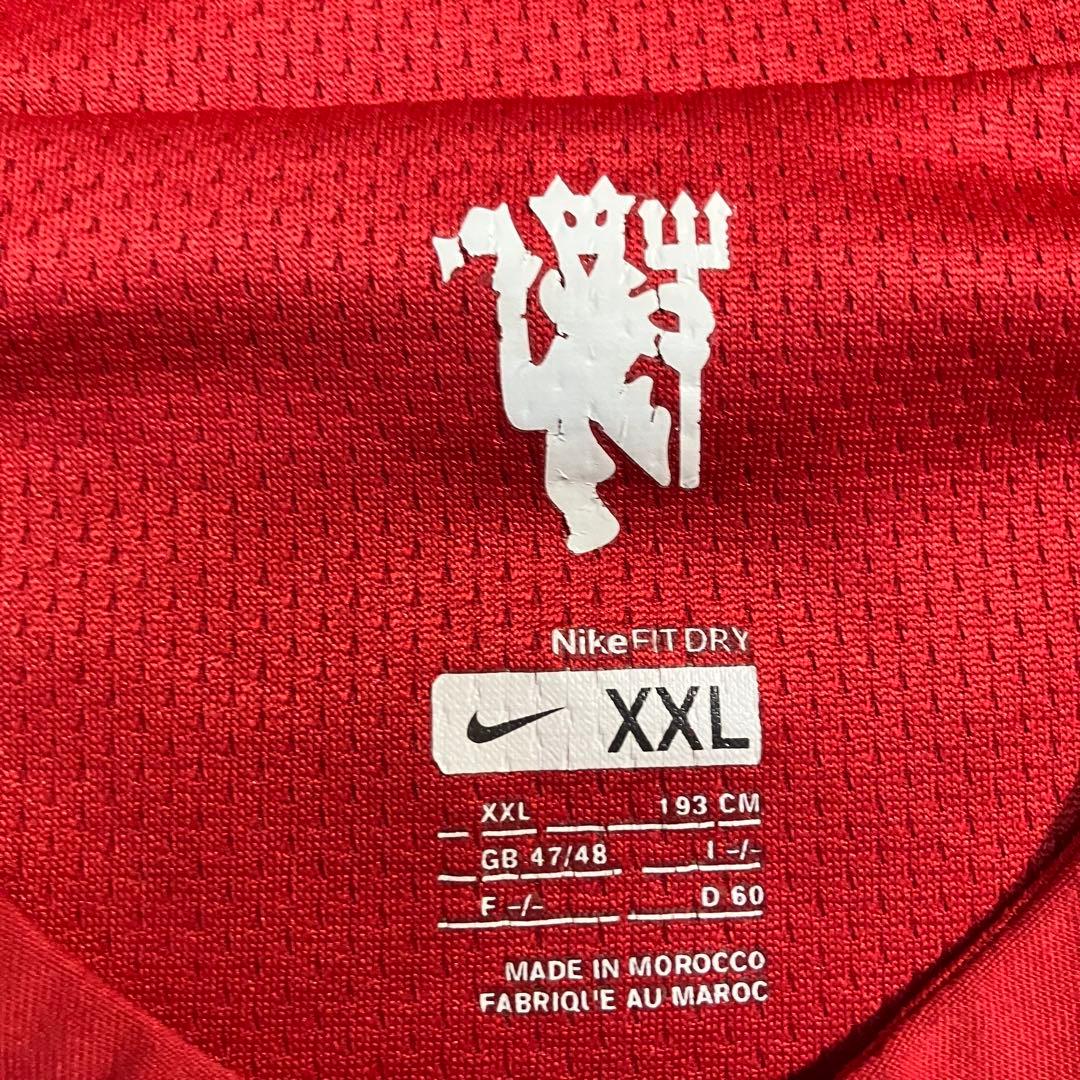 NikeFIT DRY
XXL
XXL 193 CM
GB 47/48 I -/-
F -/- D 60
MADE IN MOROCCO
FABRIQUE AU MAROC